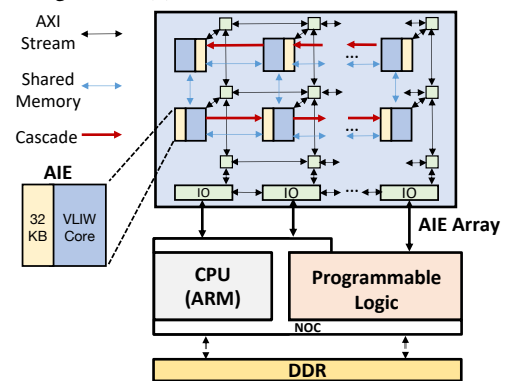 AXI
Stream
Shared
Memory
Cascade
...
...
AIE
32
KB
VLIW
Core
IO
IO
...
IO
AIE Array
CPU
(ARM)
Programmable
Logic
NOC
DDR